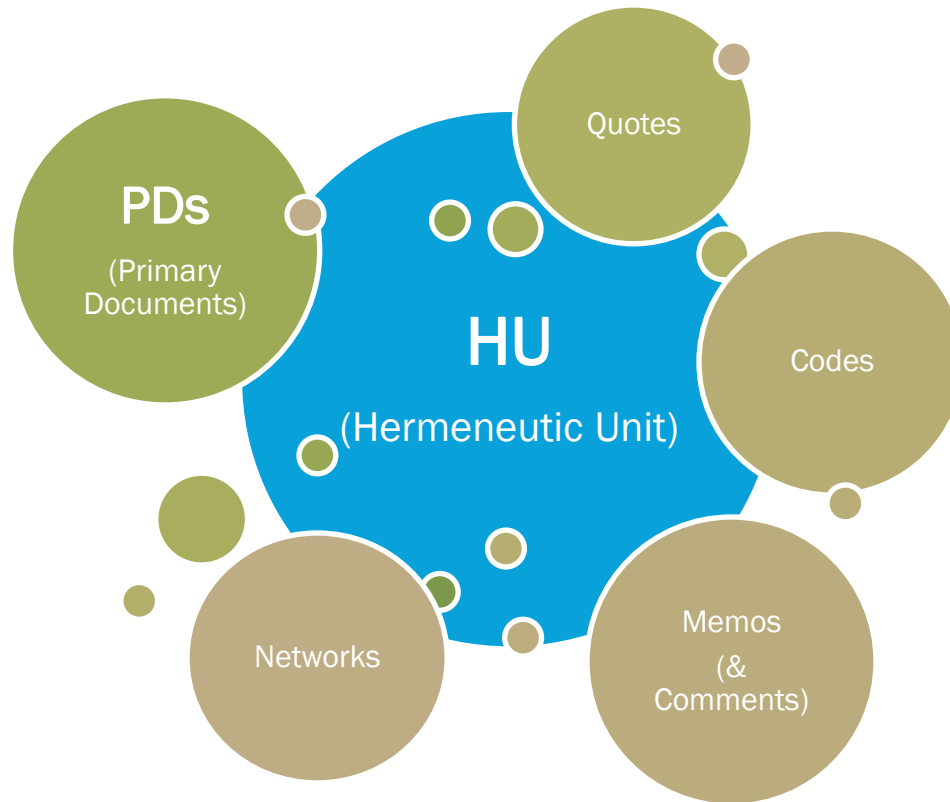 Quotes
PDs
(Primary
Documents)
HU
(Hermeneutic Unit)
Codes
Networks
Memos
(&
Comments)